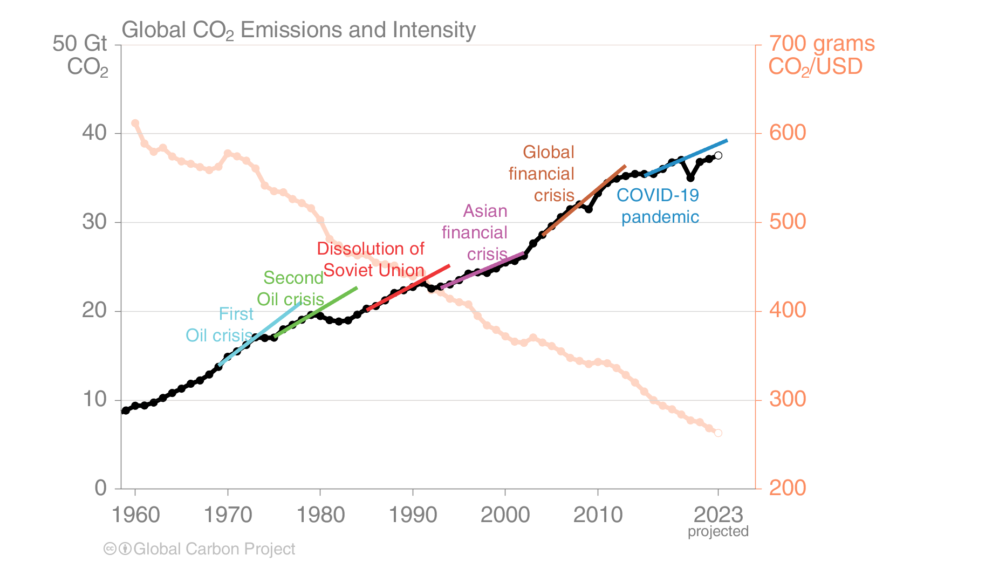 Global CO₂ Emissions and Intensity
50 Gt
CO₂
40
30
20
10
0
700 grams
CO₂/USD
600
500
400
300
200
Global
financial
crisis
COVID-19
pandemic
Asian
financial
crisis
Dissolution of
Soviet Union
Second
Oil crisis
First
Oil crisis
1960 1970 1980 1990 2000 2010 2023
projected
cc Global Carbon Project